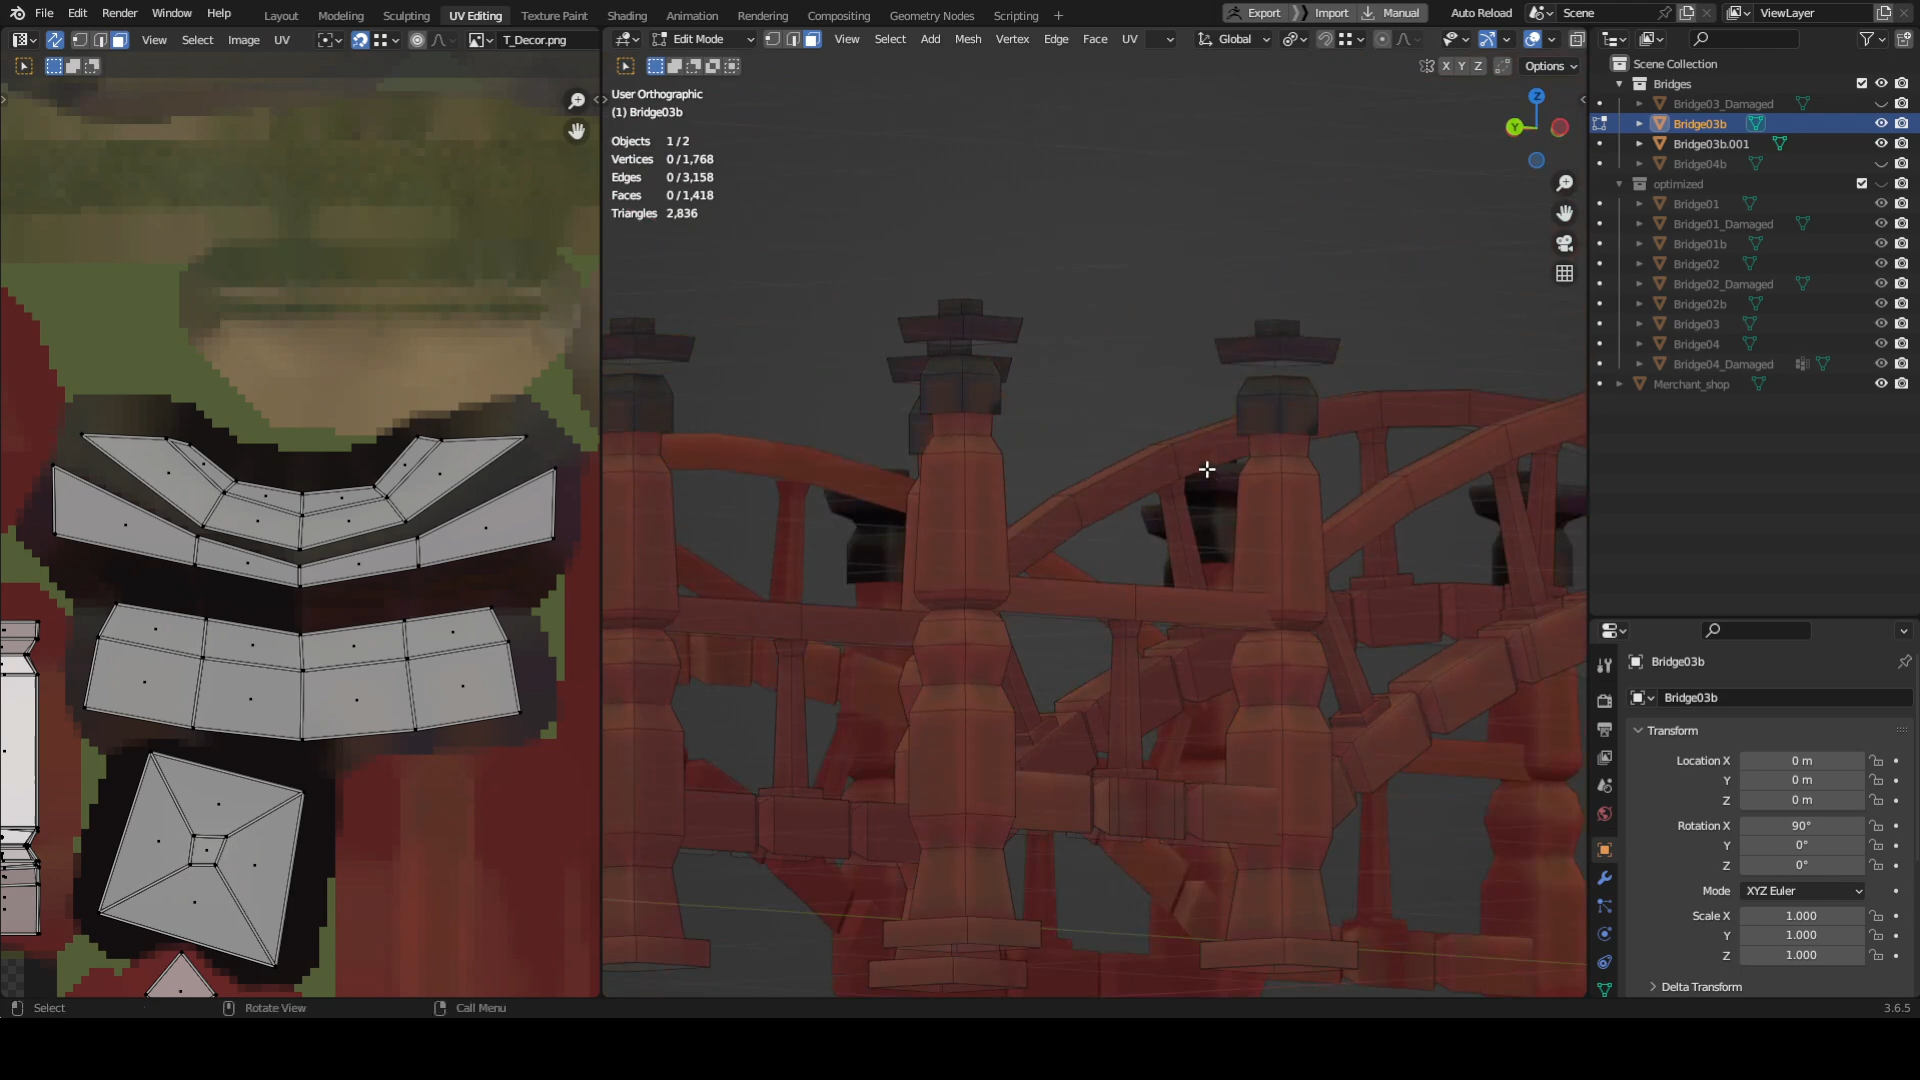 File Edit Render Window Help Layout Modeling Sculpting UV Editing Texture Paint Shading Animation Rendering Compositing Geometry Nodes Scripting + Export Import Manual Auto Reload Scene ViewLayer
View Select Image UV T_Decor.png Edit Mode View Select Add Mesh Vertex Edge Face UV Global
X Y Z Options
User Orthographic
(1) Bridge03b
Objects 1 / 2
Vertices 0 / 1,768
Edges 0 / 3,158
Faces 0 / 1,418
Triangles 2,836
Z
Y
Scene Collection
Bridges
Bridge03_Damaged
Bridge03b
Bridge03b.001
Bridge04b
optimized
Bridge01
Bridge01_Damaged
Bridge01b
Bridge02
Bridge02_Damaged
Bridge02b
Bridge03
Bridge04
Bridge04_Damaged
Merchant_shop
Bridge03b
Bridge03b
Transform
Location X 0 m
Y 0 m
Z 0 m
Rotation X 90°
Y 0°
Z 0°
Mode XYZ Euler
Scale X 1.000
Y 1.000
Z 1.000
Delta Transform
Select Rotate View Call Menu 3.6.5